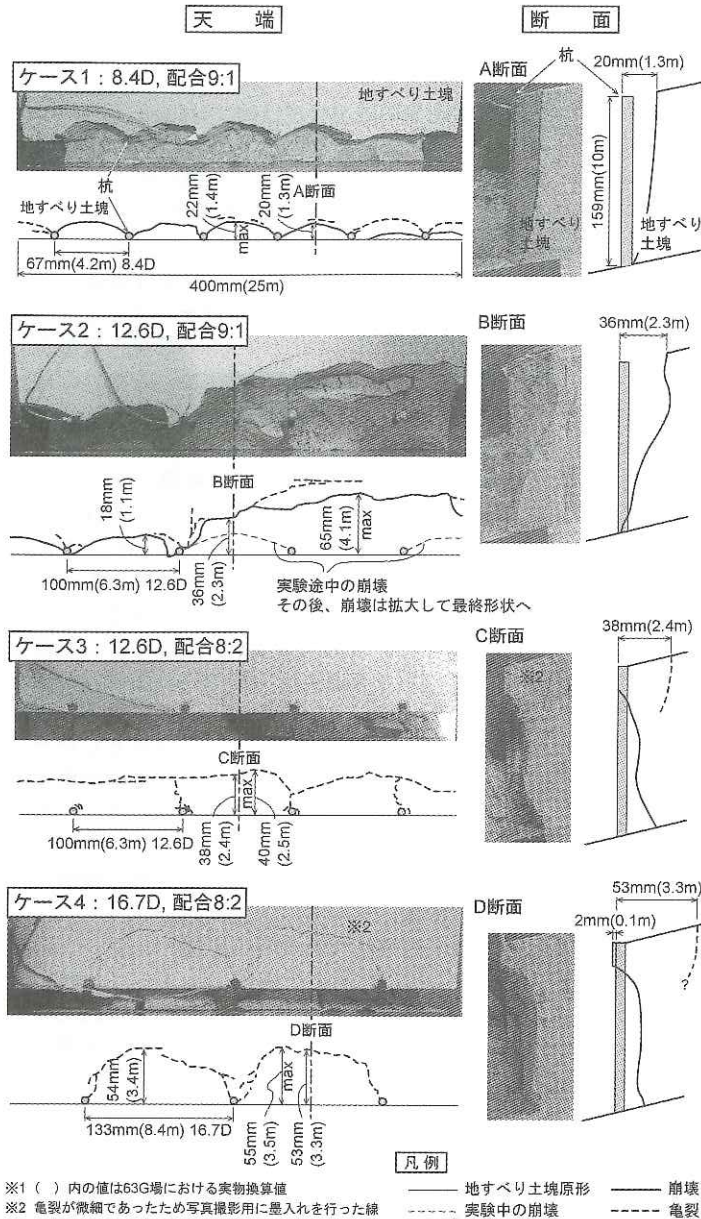 天　端
断　面
ケース1：8.4D, 配合9:1
地すべり土塊
A断面
杭
地すべり土塊
22mm
(1.4m)
max
20mm
(1.3m)
A断面
67mm(4.2m) 8.4D
400mm(25m)
A断面
杭
20mm(1.3m)
159mm(10m)
地すべり
土塊
地すべり
土塊
ケース2：12.6D, 配合9:1
B断面
18mm
(1.1m)
36mm
(2.3m)
65mm
(4.1m)
max
100mm(6.3m) 12.6D
実験途中の崩壊
その後、崩壊は拡大して最終形状へ
B断面
36mm(2.3m)
ケース3：12.6D, 配合8:2
C断面
max
100mm(6.3m) 12.6D
38mm
(2.4m)
40mm
(2.5m)
C断面
※2
38mm(2.4m)
ケース4：16.7D, 配合8:2
※2
D断面
54mm
(3.4m)
max
133mm(8.4m) 16.7D
55mm
(3.5m)
53mm
(3.3m)
D断面
53mm(3.3m)
2mm(0.1m)
?
凡 例
※1（　）内の値は63G場における実物換算値
※2 亀裂が微細であったため写真撮影用に墨入れを行った線
地すべり土塊原形
崩壊
実験中の崩壊
亀裂